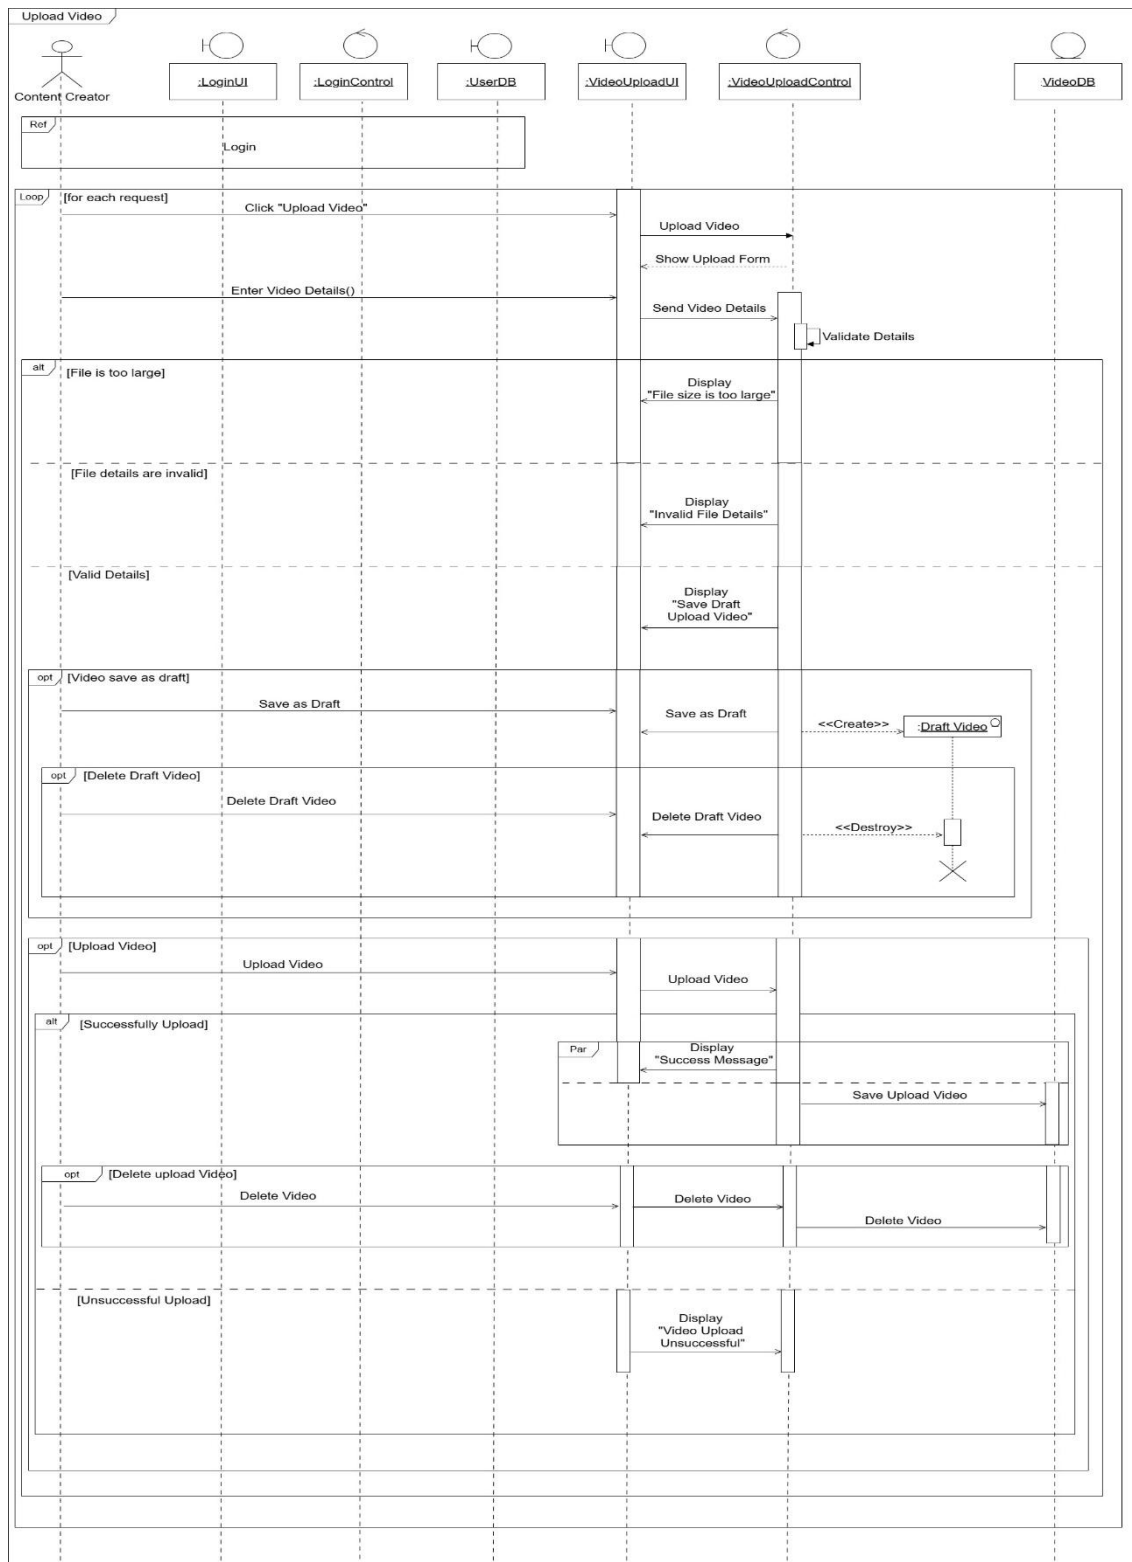 Upload Video
Content Creator
:LoginUI
:LoginControl
:UserDB
:VideoUploadUI
:VideoUploadControl
VideoDB
Ref
Login
Loop
[for each request]
Click "Upload Video"
Upload Video
Show Upload Form
Enter Video Details()
Send Video Details
Validate Details
alt
[File is too large]
Display
"File size is too large"
[File details are invalid]
Display
"Invalid File Details"
[Valid Details]
Display
"Save Draft
Upload Video"
opt
[Video save as draft]
Save as Draft
Save as Draft
<<Create>>
:Draft Video
opt
[Delete Draft Video]
Delete Draft Video
Delete Draft Video
<<Destroy>>
opt
[Upload Video]
Upload Video
Upload Video
alt
[Successfully Upload]
Par
Display
"Success Message"
Save Upload Video
opt
[Delete upload Video]
Delete Video
Delete Video
Delete Video
[Unsuccessful Upload]
Display
"Video Upload
Unsuccessful"